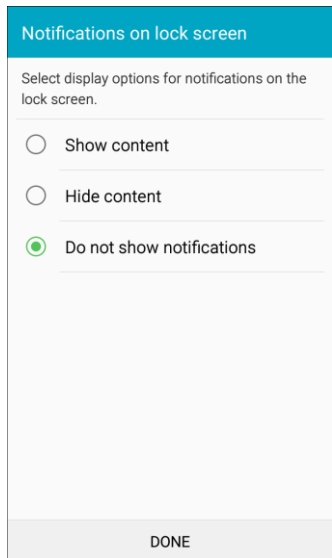 Notifications on lock screen
Select display options for notifications on the
lock screen.
Show content
Hide content
Do not show notifications
DONE